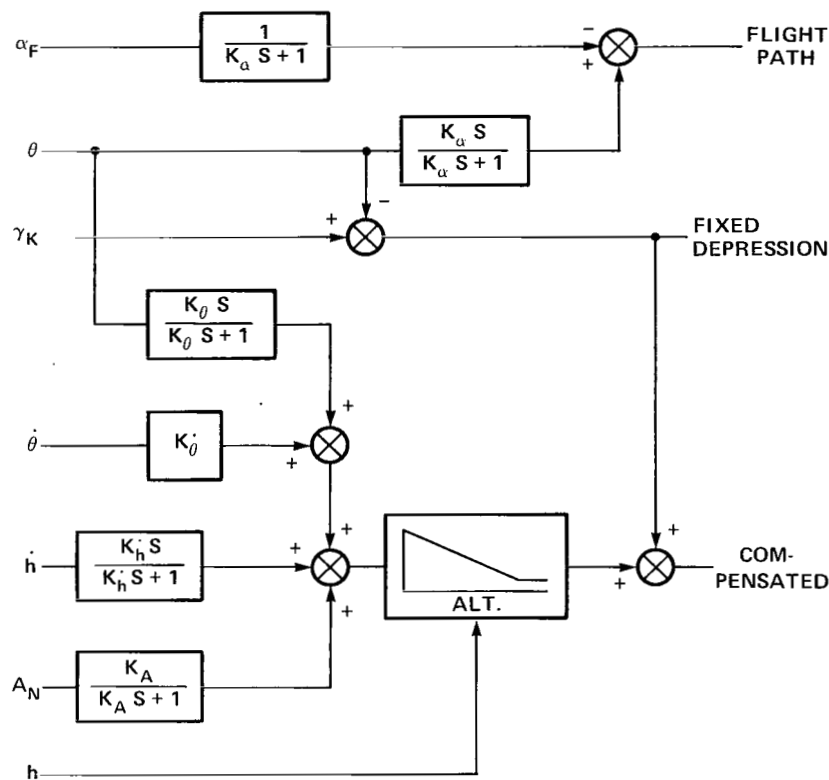 α_F
1
K_α S + 1
−
+
FLIGHT
PATH
θ
K_α S
K_α S + 1
−
+
γ_K
FIXED
DEPRESSION
K_θ S
K_θ S + 1
+
θ̇
K_θ̇
+
+
ḣ
K_ḣ S
K_ḣ S + 1
+
ALT.
+
+
COM-
PENSATED
+
A_N
K_A
K_A S + 1
h